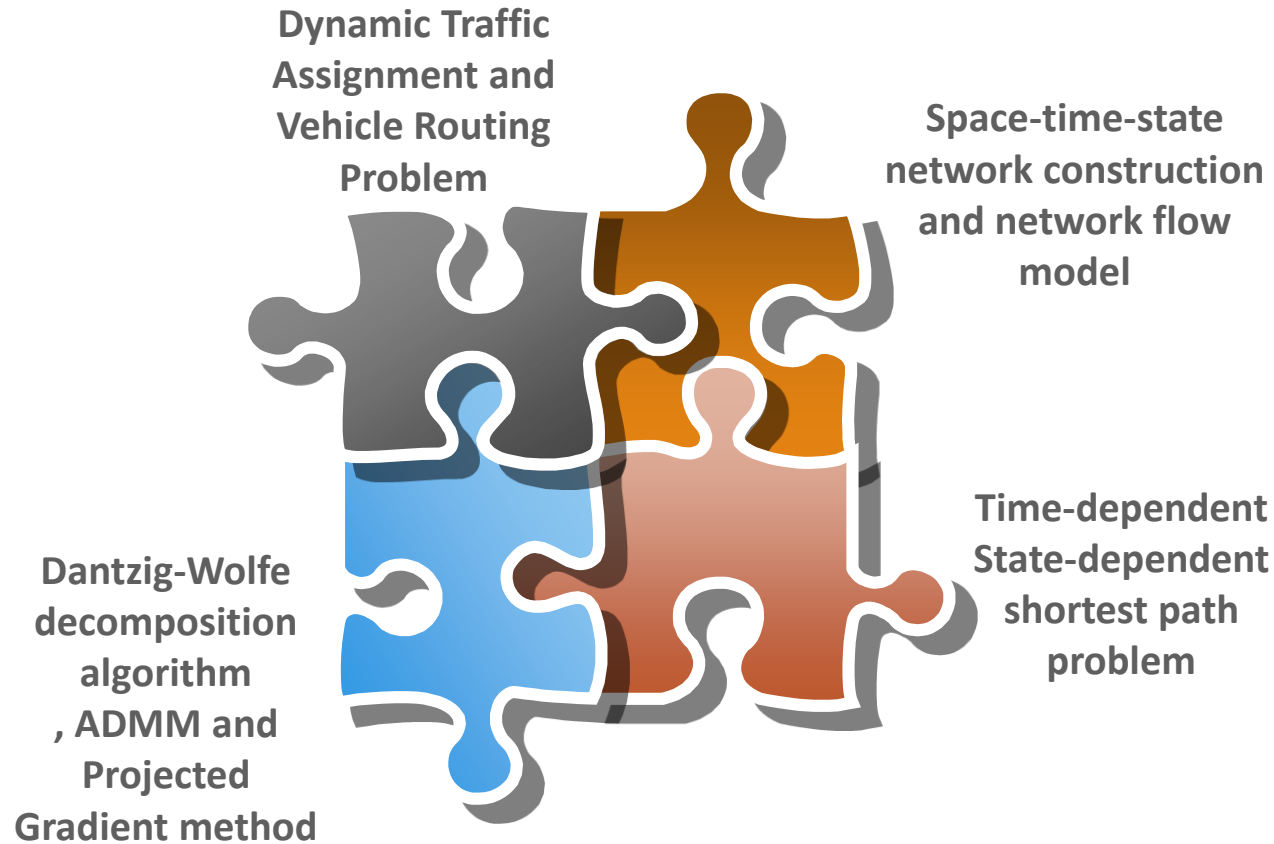 Dynamic Traffic
Assignment and
Vehicle Routing
Problem
Space-time-state
network construction
and network flow
model
Dantzig-Wolfe
decomposition
algorithm
, ADMM and
Projected
Gradient method
Time-dependent
State-dependent
shortest path
problem